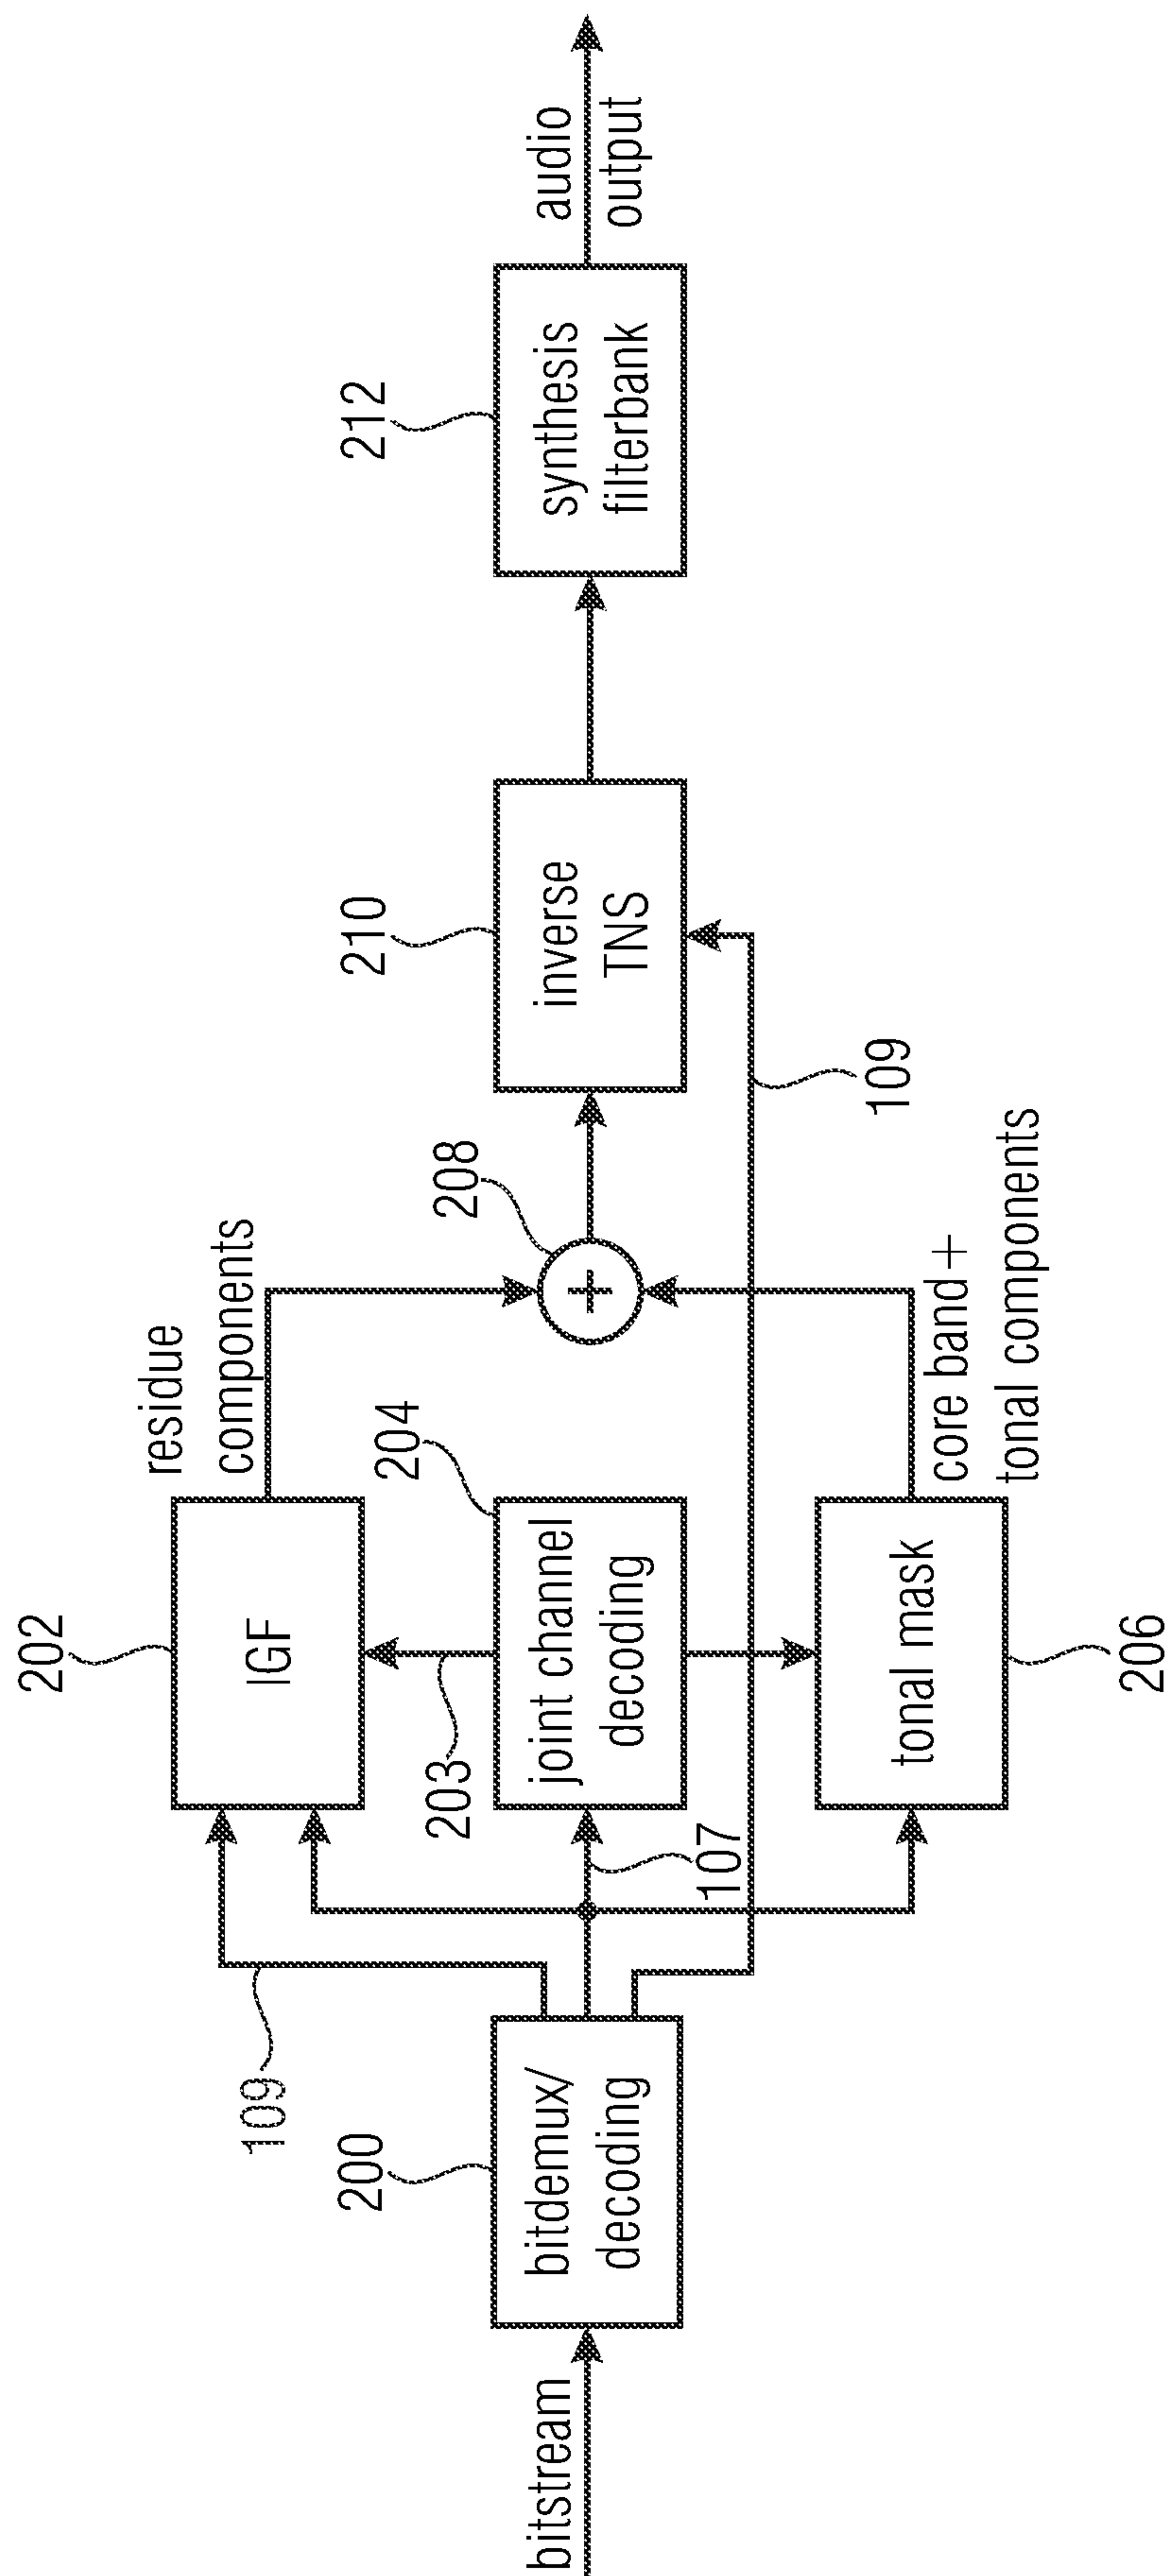 bitstream
200
bitdemux/
decoding
109
107
202
IGF
203
204
joint channel
decoding
206
tonal mask
residue
components
core band+
tonal components
208
+
109
210
inverse
TNS
212
synthesis
filterbank
audio
output